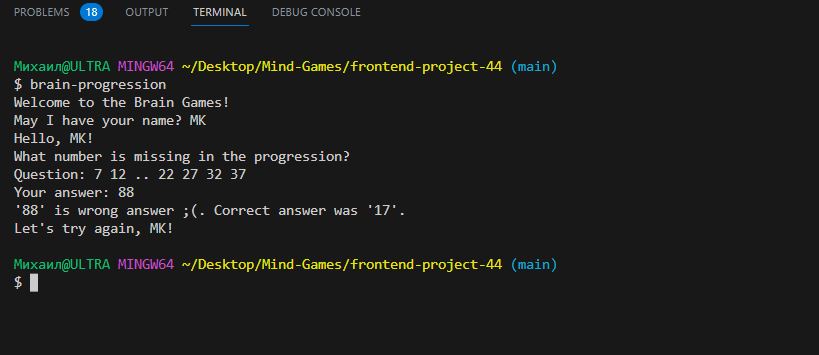 PROBLEMS 18 OUTPUT TERMINAL DEBUG CONSOLE
Михаил@ULTRA MINGW64 ~/Desktop/Mind-Games/frontend-project-44 (main)
$ brain-progression
Welcome to the Brain Games!
May I have your name? MK
Hello, MK!
What number is missing in the progression?
Question: 7 12 .. 22 27 32 37
Your answer: 88
'88' is wrong answer ;(. Correct answer was '17'.
Let's try again, MK!
Михаил@ULTRA MINGW64 ~/Desktop/Mind-Games/frontend-project-44 (main)
$